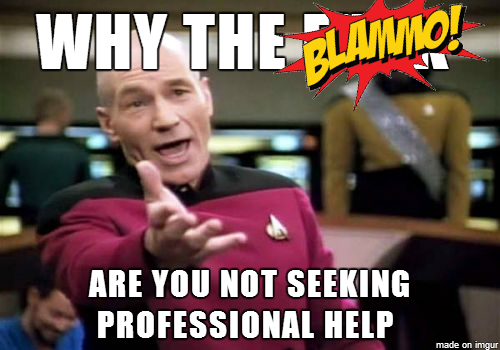 WHY THE
BLAMMO!
ARE YOU NOT SEEKING
PROFESSIONAL HELP
made on imgur